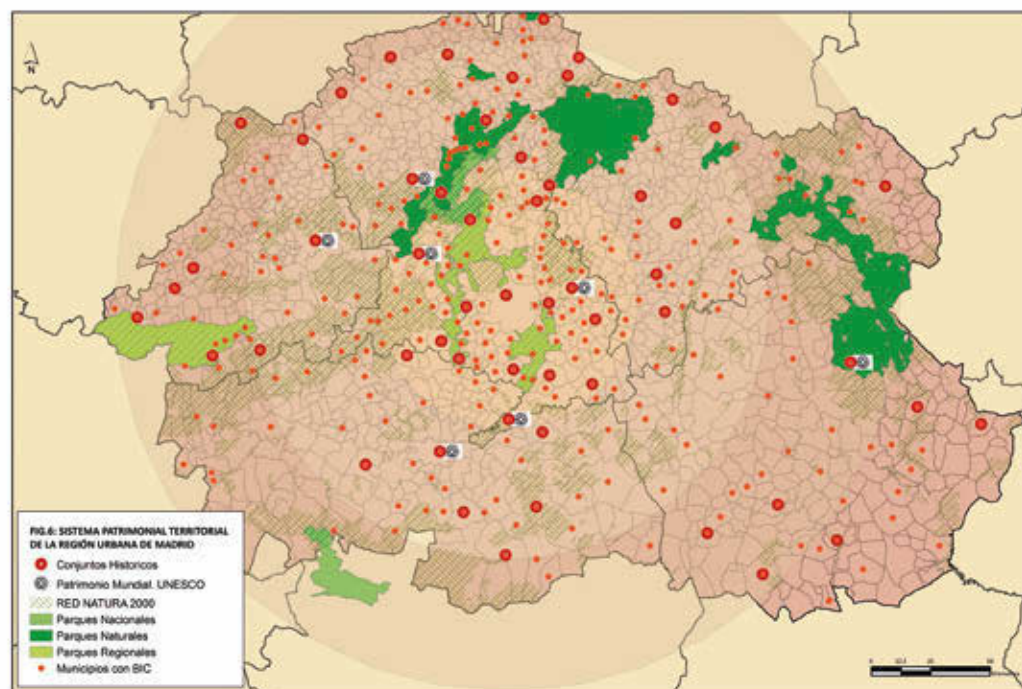 N
FIG.6: SISTEMA PATRIMONIAL TERRITORIAL
DE LA REGIÓN URBANA DE MADRID
Conjuntos Historicos
Patrimonio Mundial. UNESCO
RED NATURA 2000
Parques Nacionales
Parques Naturales
Parques Regionales
Municipios con BIC